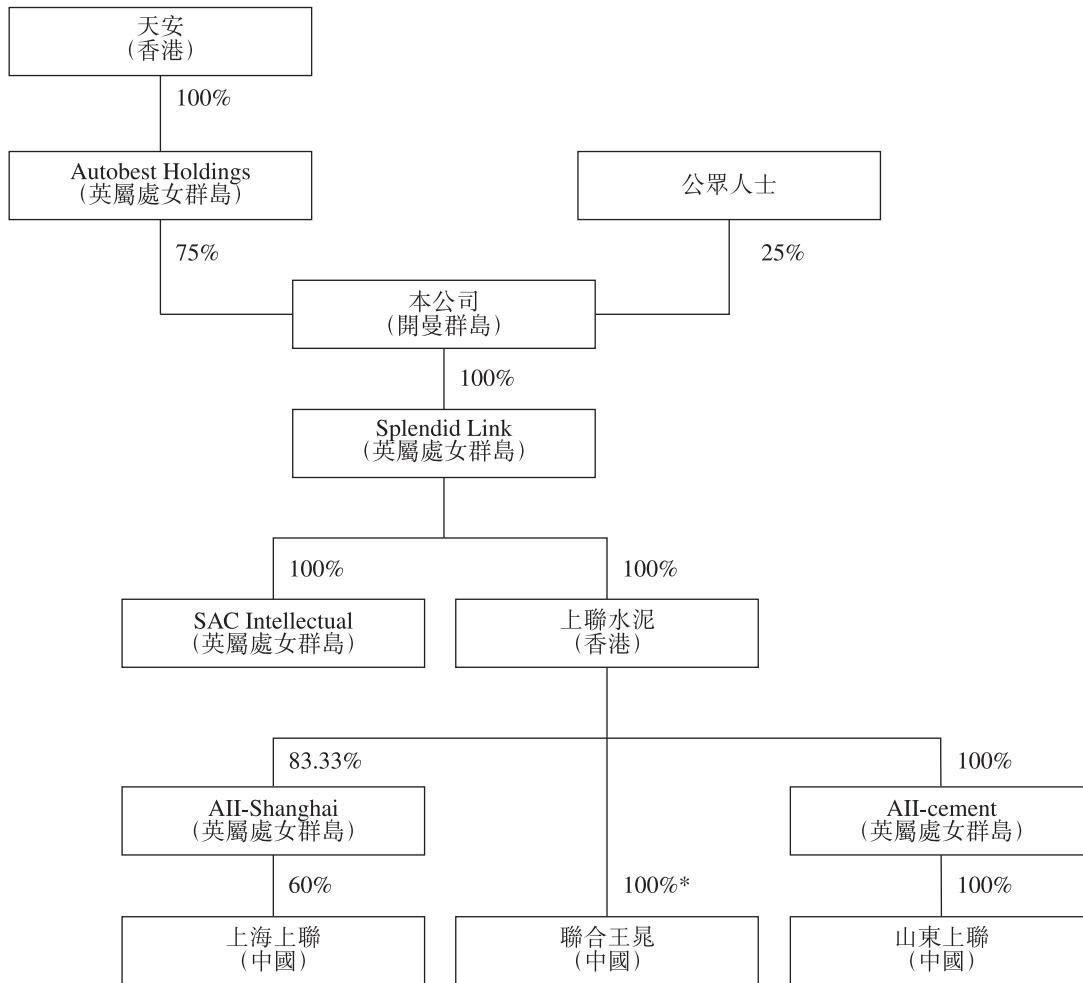 天安
（香港）
100%
Autobest Holdings
（英屬處女群島）
公眾人士
75%
25%
本公司
（開曼群島）
100%
Splendid Link
（英屬處女群島）
100%
100%
SAC Intellectual
（英屬處女群島）
上聯水泥
（香港）
83.33%
100%
AII-Shanghai
（英屬處女群島）
AII-cement
（英屬處女群島）
60%
100%*
100%
上海上聯
（中國）
聯合王晁
（中國）
山東上聯
（中國）